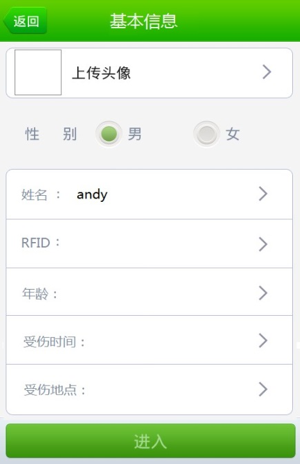 返回 基本信息
上传头像
性 别 男 女
姓名： andy
RFID：
年龄：
受伤时间：
受伤地点：
进入